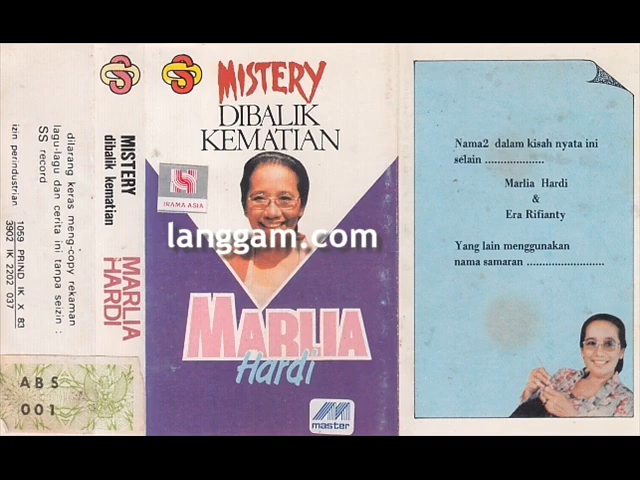 dilarang keras meng-copy rekaman
lagu-lagu dan cerita ini tanpa seizin :
SS record
izin perindustrian
1059 PRIND IK X 83
3902 IK 2202 037
ABS
001
MISTERY
dibalik Kematian
MARLIA
HARDI
MISTERY
DIBALIK
KEMATIAN
IRAMA ASIA
langgam.com
MARLIA
Hardi
master
Nama2 dalam kisah nyata ini
selain ...................
Marlia Hardi
&
Era Rifianty
Yang lain menggunakan
nama samaran .........................